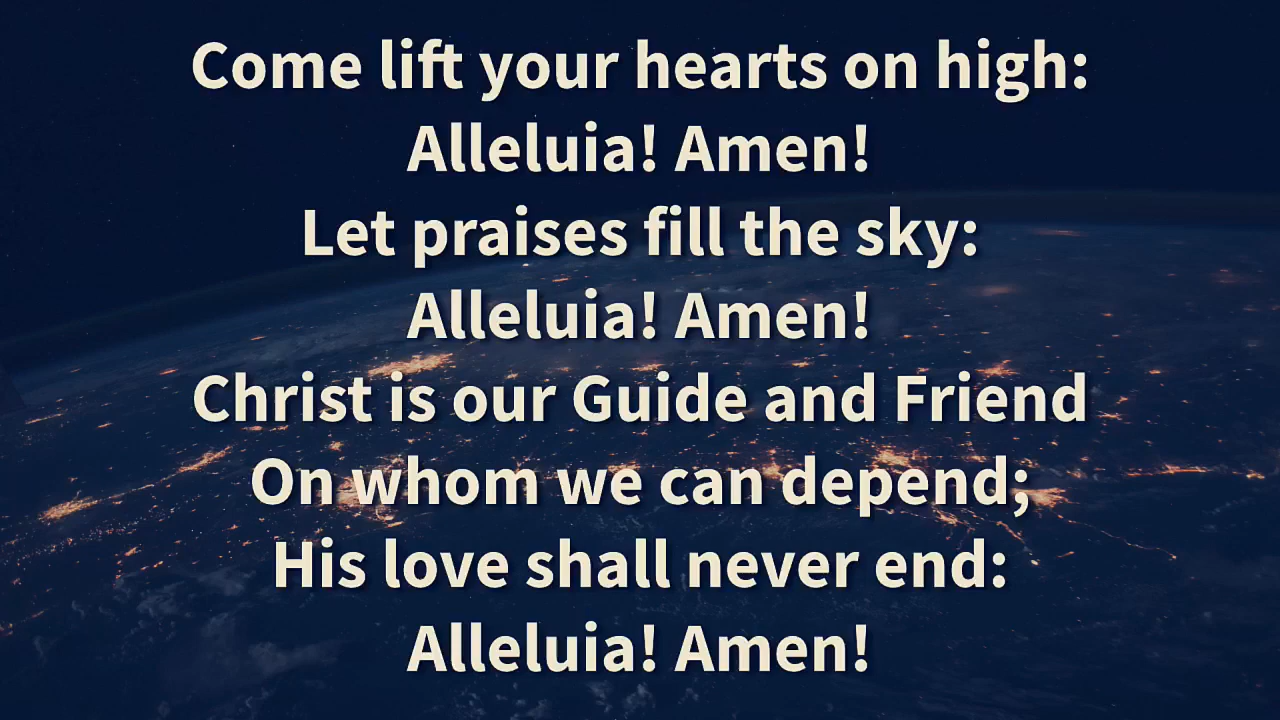 Come lift your hearts on high:
Alleluia! Amen!
Let praises fill the sky:
Alleluia! Amen!
Christ is our Guide and Friend
On whom we can depend;
His love shall never end:
Alleluia! Amen!